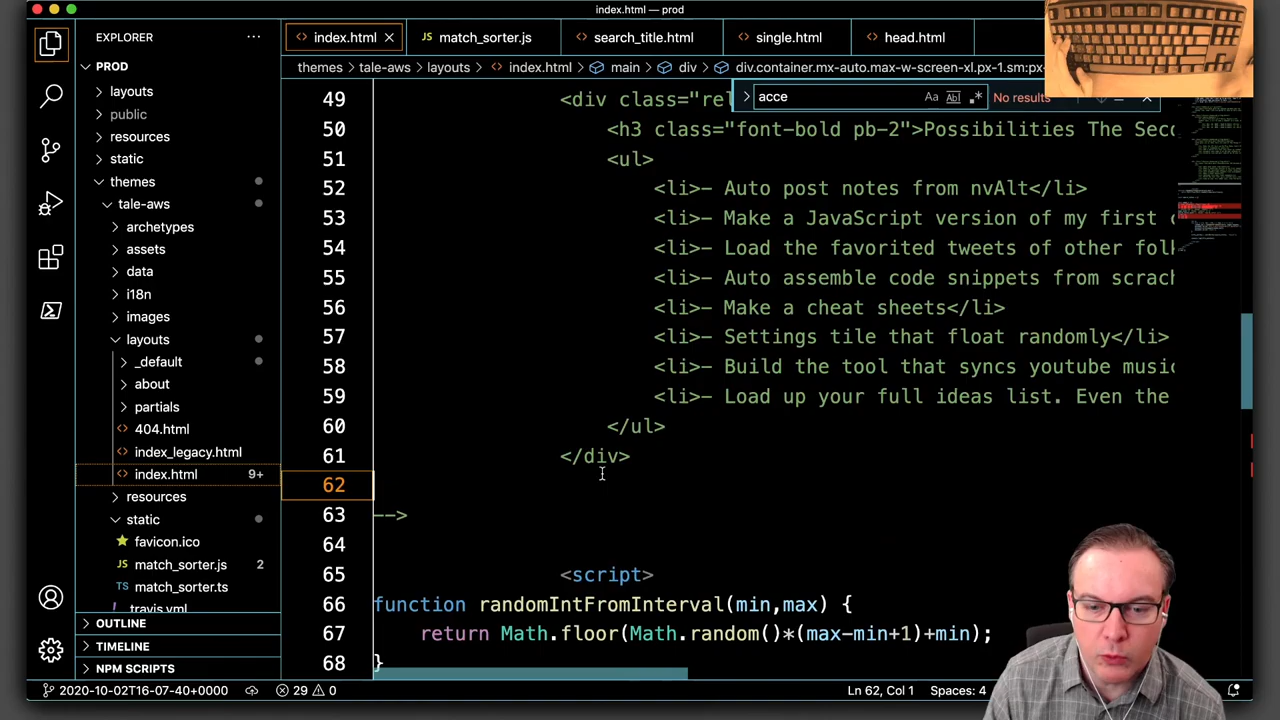 index.html — prod
EXPLORER
index.html
match_sorter.js
search_title.html
single.html
head.html
PROD
themes > tale-aws > layouts > index.html > main > div > div.container.mx-auto.max-w-screen-xl.px-1.sm:px-
acce
Aa
No results
layouts
public
resources
static
themes
tale-aws
archetypes
assets
data
i18n
images
layouts
_default
about
partials
404.html
index_legacy.html
index.html 9+
resources
static
favicon.ico
match_sorter.js 2
match_sorter.ts
OUTLINE
TIMELINE
NPM SCRIPTS
49 <div class="rel
50 <h3 class="font-bold pb-2">Possibilities The Seco
51 <ul>
52 <li>- Auto post notes from nvAlt</li>
53 <li>- Make a JavaScript version of my first
54 <li>- Load the favorited tweets of other folk
55 <li>- Auto assemble code snippets from scrach
56 <li>- Make a cheat sheets</li>
57 <li>- Settings tile that float randomly</li>
58 <li>- Build the tool that syncs youtube music
59 <li>- Load up your full ideas list. Even the
60 </ul>
61 </div>
62
63 -->
64
65 <script>
66 function randomIntFromInterval(min,max) {
67 return Math.floor(Math.random()*(max-min+1)+min);
68 }
2020-10-02T16-07-40+0000
29
0
Ln 62, Col 1
Spaces: 4